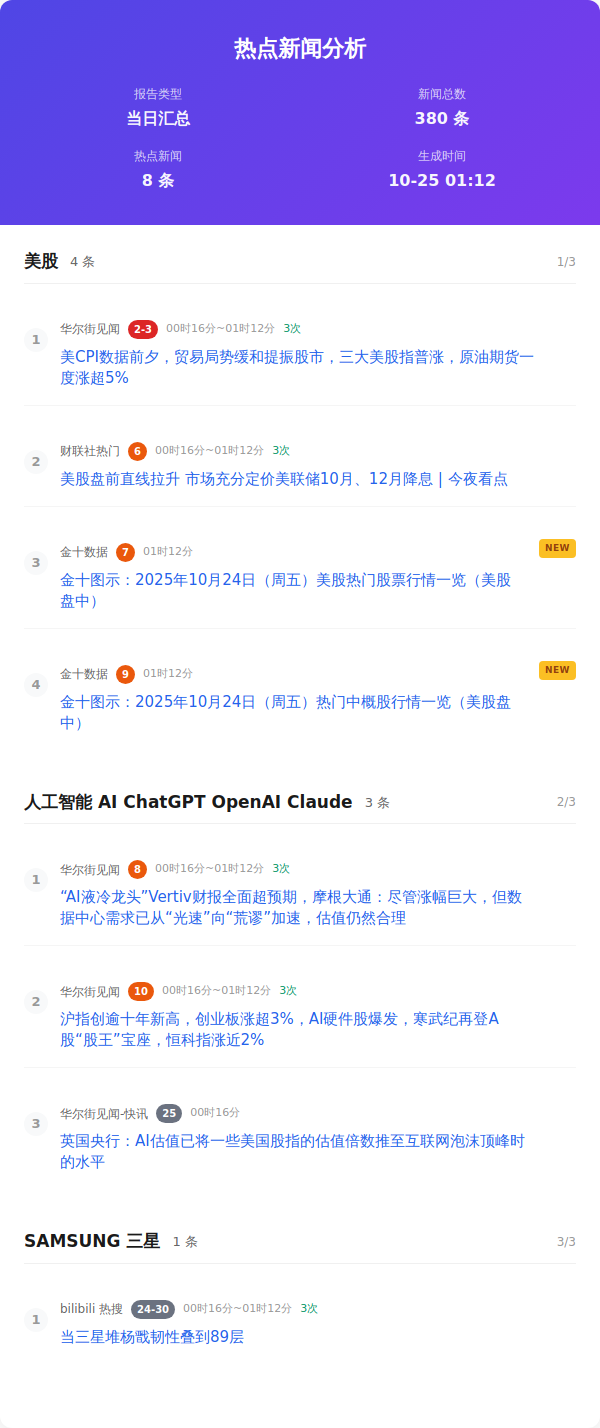 热点新闻分析
报告类型
新闻总数
当日汇总
380 条
热点新闻
生成时间
8 条
10-25 01:12
美股 4 条 1/3
1
华尔街见闻 2-3 00时16分~01时12分 3次
美CPI数据前夕，贸易局势缓和提振股市，三大美股指普涨，原油期货一
度涨超5%
2
财联社热门 6 00时16分~01时12分 3次
美股盘前直线拉升 市场充分定价美联储10月、12月降息 | 今夜看点
3
金十数据 7 01时12分 NEW
金十图示：2025年10月24日（周五）美股热门股票行情一览（美股
盘中）
4
金十数据 9 01时12分 NEW
金十图示：2025年10月24日（周五）热门中概股行情一览（美股盘
中）
人工智能 AI ChatGPT OpenAI Claude 3 条 2/3
1
华尔街见闻 8 00时16分~01时12分 3次
“AI液冷龙头”Vertiv财报全面超预期，摩根大通：尽管涨幅巨大，但数
据中心需求已从“光速”向“荒谬”加速，估值仍然合理
2
华尔街见闻 10 00时16分~01时12分 3次
沪指创逾十年新高，创业板涨超3%，AI硬件股爆发，寒武纪再登A
股“股王”宝座，恒科指涨近2%
3
华尔街见闻-快讯 25 00时16分
英国央行：AI估值已将一些美国股指的估值倍数推至互联网泡沫顶峰时
的水平
SAMSUNG 三星 1 条 3/3
1
bilibili 热搜 24-30 00时16分~01时12分 3次
当三星堆杨戬韧性叠到89层